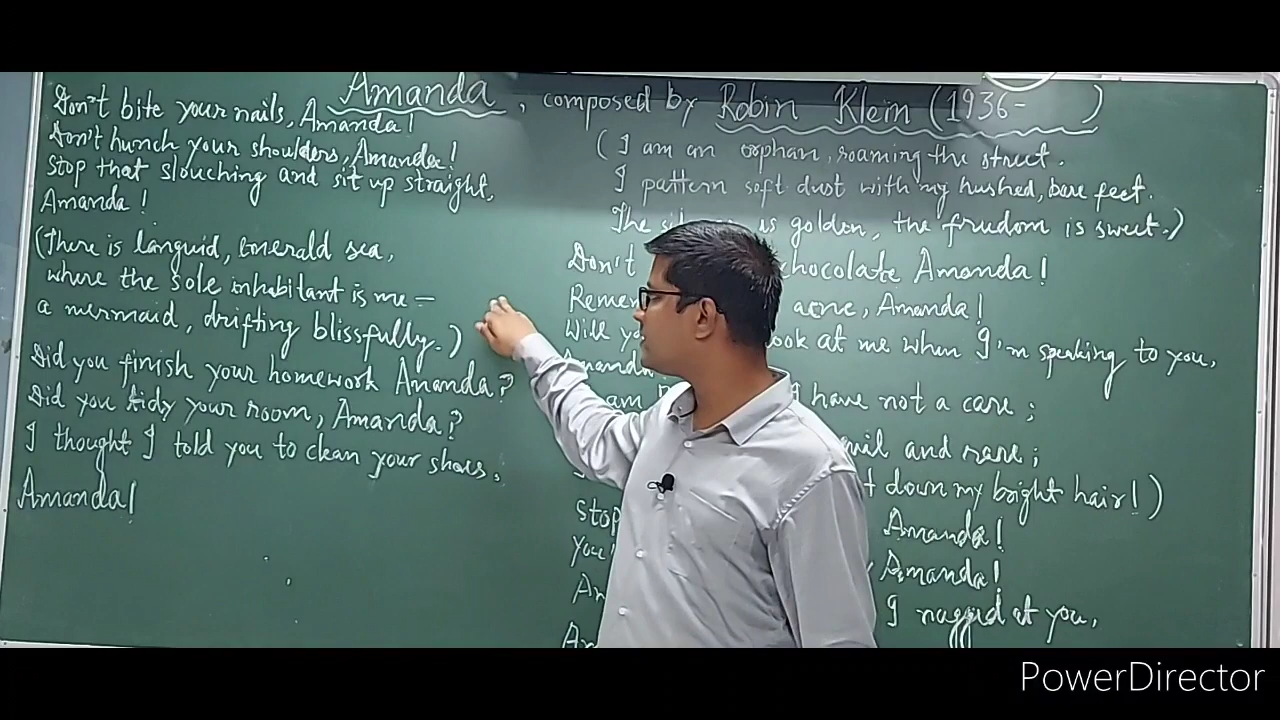 Amanda, composed by Robin Klein (1936- )
Don't bite your nails, Amanda!
Don't hunch your shoulders, Amanda!
Stop that slouching and sit up straight,
Amanda!
(There is languid, emerald sea,
where the sole inhabitant is me—
a mermaid, drifting blissfully.)
Did you finish your homework Amanda?
Did you tidy your room, Amanda?
I thought I told you to clean your shoes,
Amanda!
(I am an orphan, roaming the street.
I pattern soft dust with my hushed, bare feet.
The is golden, the freedom is sweet.)
Don't chocolate Amanda!
acne, Amanda!
Will look at me when I'm speaking to you,
Amanda
am I have not a care;
and rare;
down my bright hair!)
Stop Amanda!
Amanda!
I nagged at you,
PowerDirector